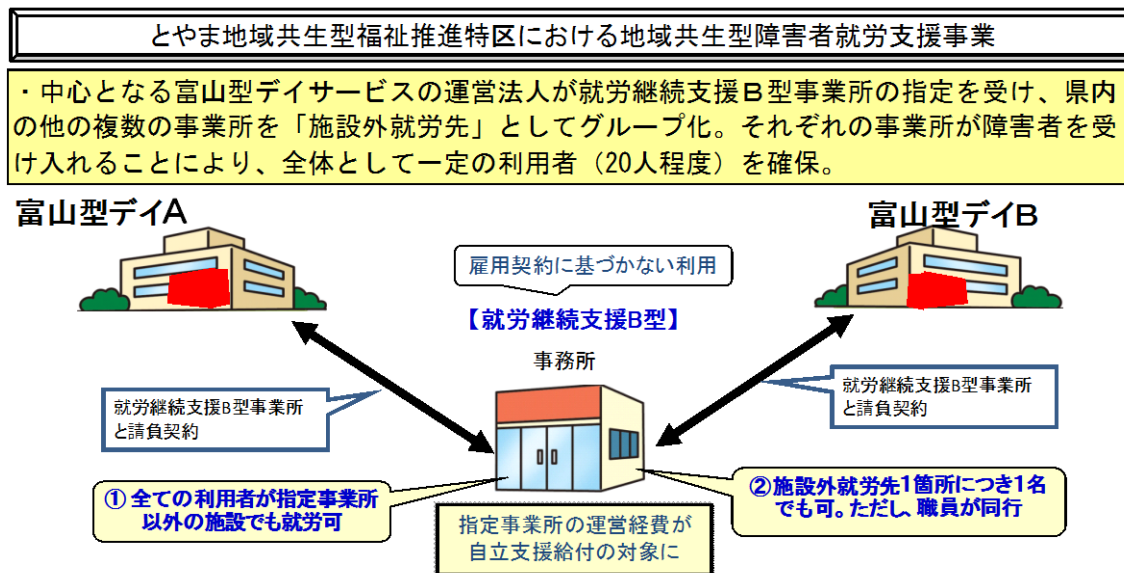 とやま地域共生型福祉推進特区における地域共生型障害者就労支援事業
・中心となる富山型デイサービスの運営法人が就労継続支援Ｂ型事業所の指定を受け、県内
の他の複数の事業所を「施設外就労先」としてグループ化。それぞれの事業所が障害者を受
け入れることにより、全体として一定の利用者（20人程度）を確保。
富山型デイA
富山型デイB
雇用契約に基づかない利用
【就労継続支援B型】
事務所
就労継続支援B型事業所
と請負契約
就労継続支援B型事業所
と請負契約
①全ての利用者が指定事業所
以外の施設でも就労可
②施設外就労先1箇所につき1名
でも可。ただし、職員が同行
指定事業所の運営経費が
自立支援給付の対象に